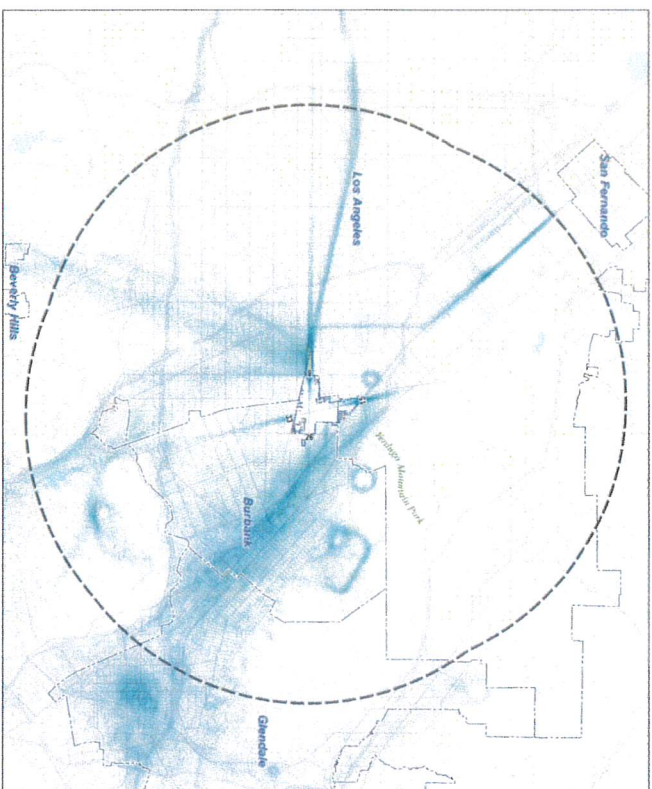 San Fernando
Los Angeles
Beverly Hills
Verdugo Mountain Park
Burbank
Glendale